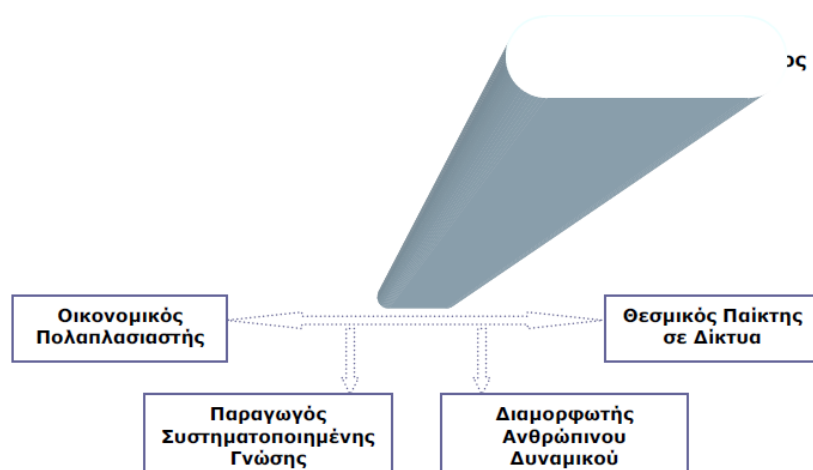 Οικονομικός
Πολαπλασιαστής
Θεσμικός Παίκτης
σε Δίκτυα
Παραγωγός
Συστηματοποιημένης
Γνώσης
Διαμορφωτής
Ανθρώπινου
Δυναμικού